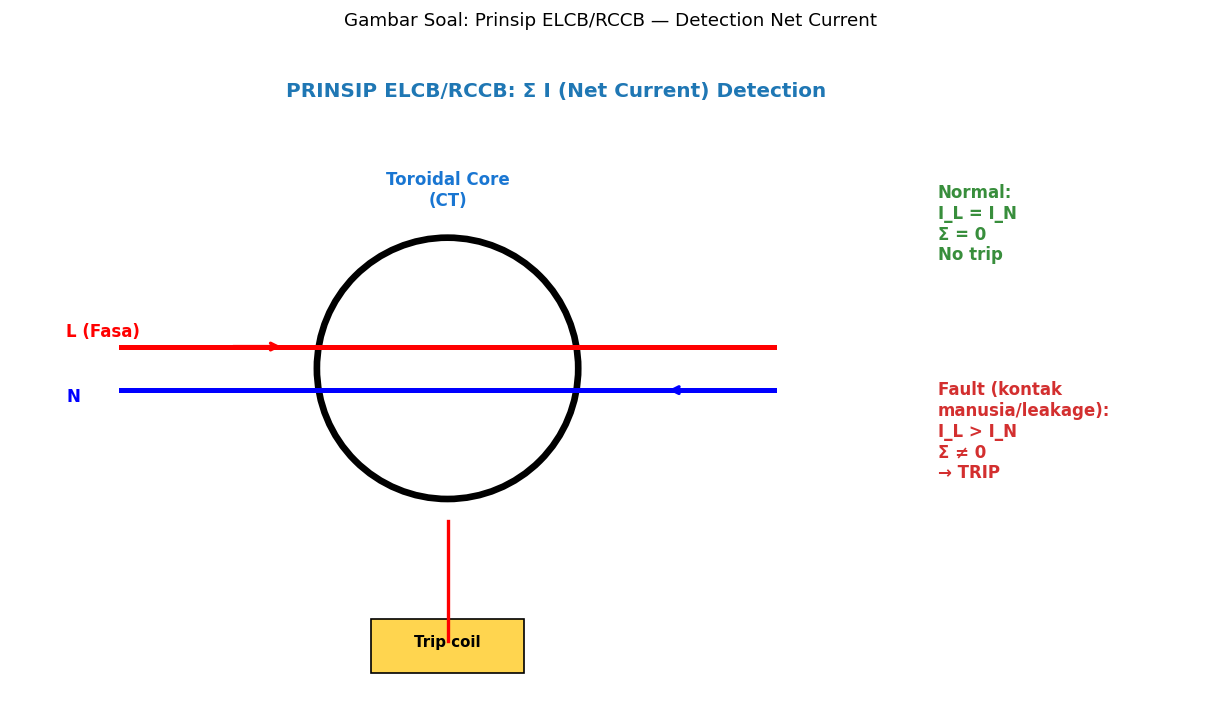 Gambar Soal: Prinsip ELCB/RCCB — Detection Net Current
PRINSIP ELCB/RCCB: Σ I (Net Current) Detection
Toroidal Core
(CT)
Normal:
I_L = I_N
Σ = 0
No trip
L (Fasa)
N
Fault (kontak
manusia/leakage):
I_L > I_N
Σ ≠ 0
→ TRIP
Trip coil